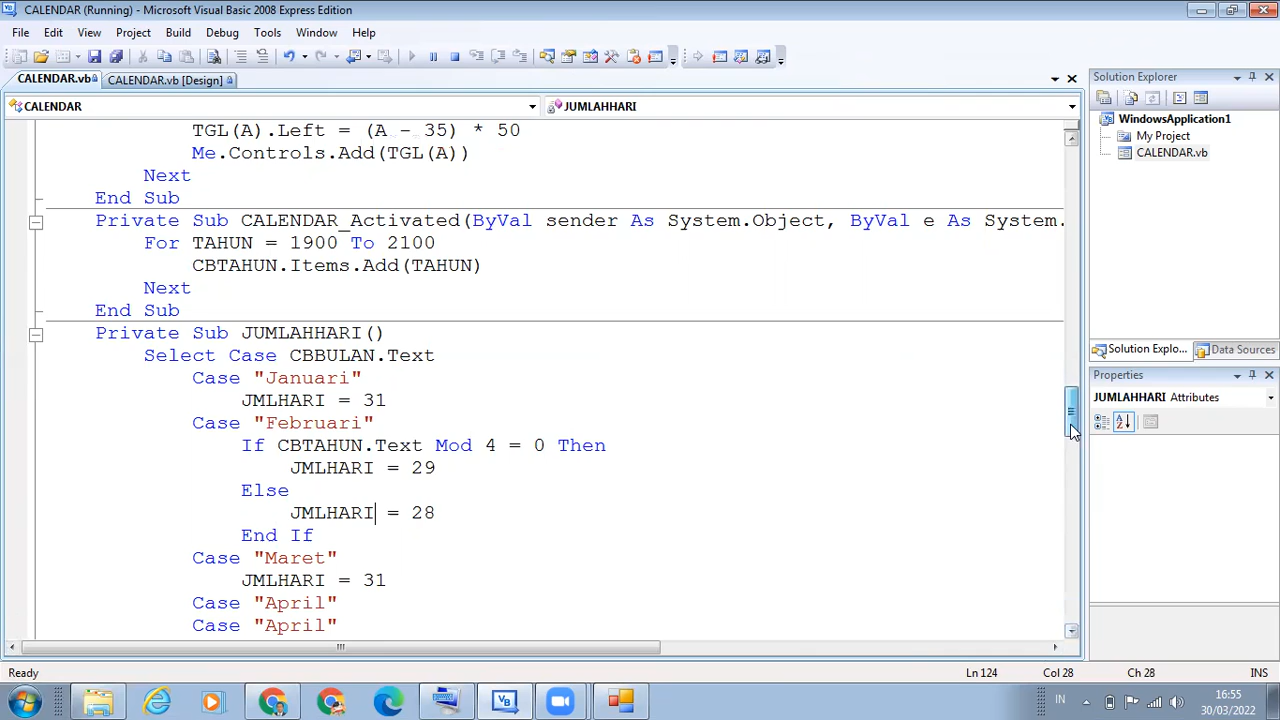 CALENDAR (Running) - Microsoft Visual Basic 2008 Express Edition
File Edit View Project Build Debug Tools Window Help
CALENDAR.vb CALENDAR.vb [Design]
CALENDAR JUMLAHHARI
TGL(A).Left = (A - 35) * 50
Me.Controls.Add(TGL(A))
Next
End Sub
Private Sub CALENDAR_Activated(ByVal sender As System.Object, ByVal e As System.
For TAHUN = 1900 To 2100
CBTAHUN.Items.Add(TAHUN)
Next
End Sub
Private Sub JUMLAHHARI()
Select Case CBBULAN.Text
Case "Januari"
JMLHARI = 31
Case "Februari"
If CBTAHUN.Text Mod 4 = 0 Then
JMLHARI = 29
Else
JMLHARI = 28
End If
Case "Maret"
JMLHARI = 31
Case "April"
Case "April"
Solution Explorer
WindowsApplication1
My Project
CALENDAR.vb
Solution Explo... Data Sources
Properties
JUMLAHHARI Attributes
Ready Ln 124 Col 28 Ch 28 INS
VB IN 16:55
30/03/2022